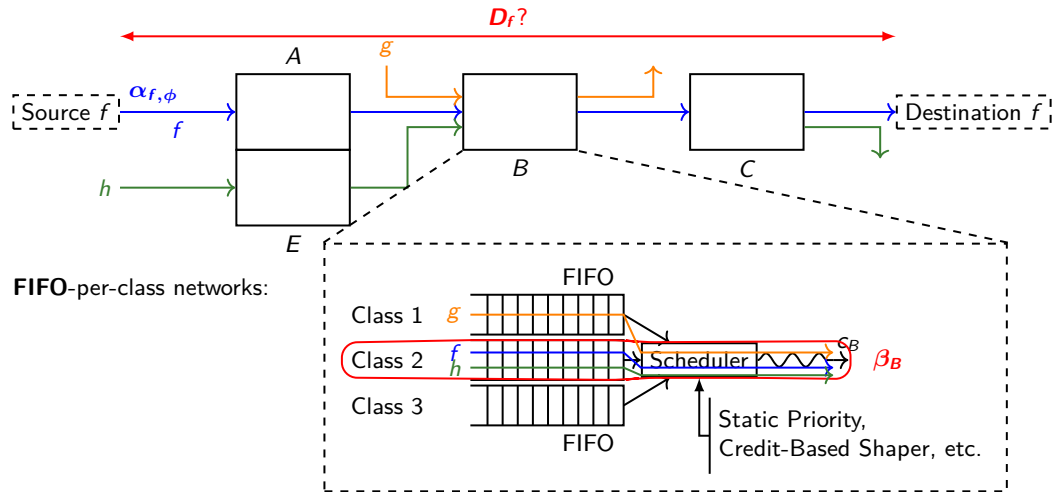 D_f?
A
g
Source f
α_{f,ϕ}
f
Destination f
h
B
C
E
FIFO-per-class networks:
FIFO
Class 1
g
Class 2
f
h
Scheduler
c_B
β_B
Class 3
FIFO
Static Priority,
Credit-Based Shaper, etc.